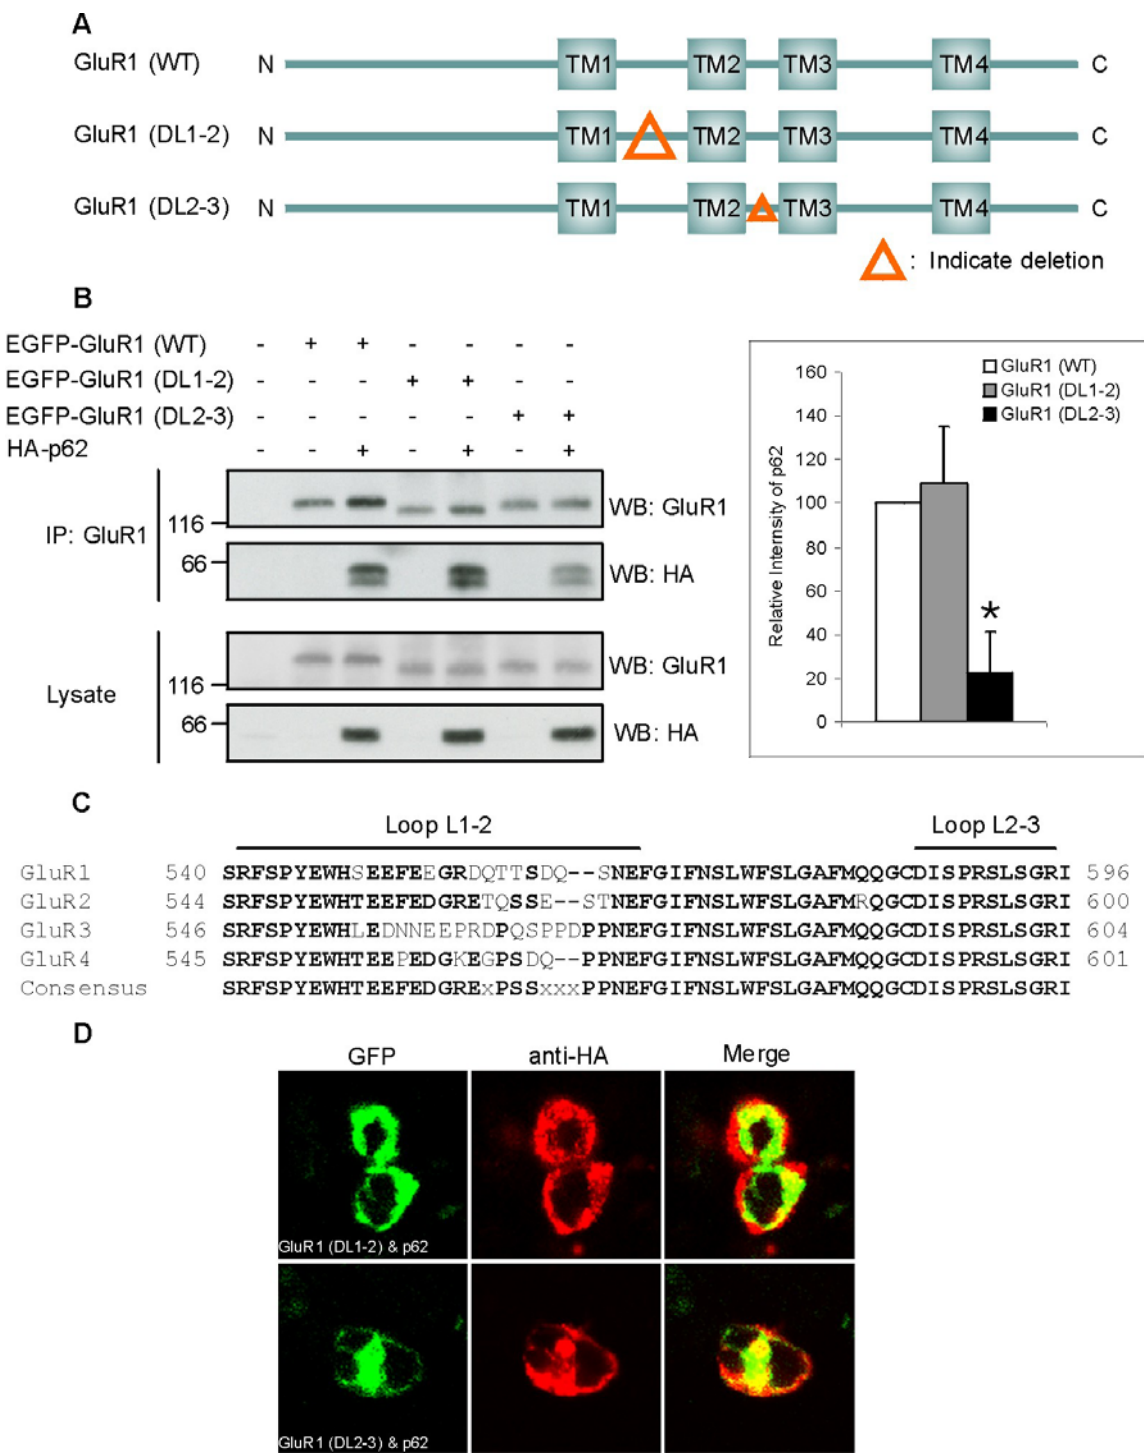 A
GluR1 (WT) N TM1 TM2 TM3 TM4 C
GluR1 (DL1-2) N TM1 TM2 TM3 TM4 C
GluR1 (DL2-3) N TM1 TM2 TM3 TM4 C
: Indicate deletion
B
EGFP-GluR1 (WT) - + + - - - -
EGFP-GluR1 (DL1-2) - - - + + - -
EGFP-GluR1 (DL2-3) - - - - - + +
HA-p62 - - + - + - +
IP: GluR1
116
WB: GluR1
66
WB: HA
Lysate
116
WB: GluR1
66
WB: HA
GluR1 (WT)
GluR1 (DL1-2)
GluR1 (DL2-3)
Relative Internsity of p62
160
140
120
100
80
60
40
20
0
*
C
Loop L1-2 Loop L2-3
GluR1 540 SRFSPYEWHSEEFEEGRDQTTSDQ--SNEFGIFNSLWFSLGAFMQQGCDISPRSLSGRI 596
GluR2 544 SRFSPYEWHTEEFEDGRETQSSE--STNEFGIFNSLWFSLGAFMRQGCDISPRSLSGRI 600
GluR3 546 SRFSPYEWHLEDNNEEPRDPQSPPDPPNEFGIFNSLWFSLGAFMQQGCDISPRSLSGRI 604
GluR4 545 SRFSPYEWHTEEPEDGKEGPSDQ--PPNEFGIFNSLWFSLGAFMQQGCDISPRSLSGRI 601
Consensus SRFSPYEWHTEEFEDGRExPSSxxxPPNEFGIFNSLWFSLGAFMQQGCDISPRSLSGRI
D
GFP anti-HA Merge
GluR1 (DL1-2) & p62
GluR1 (DL2-3) & p62